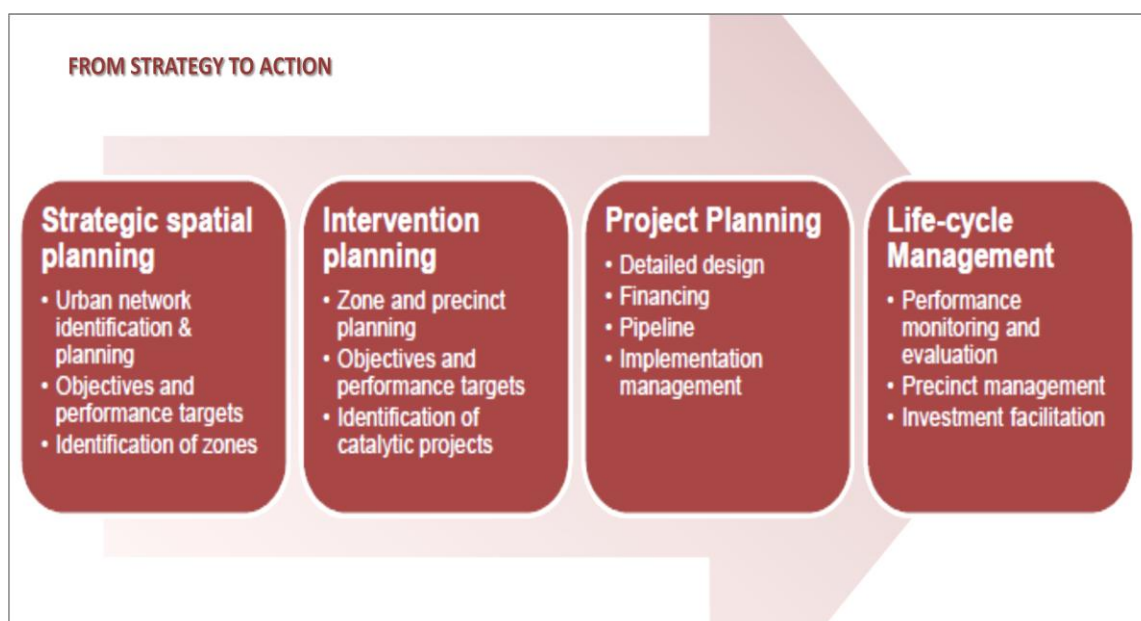 FROM STRATEGY TO ACTION
Strategic spatial
planning
• Urban network
identification &
planning
• Objectives and
performance targets
• Identification of zones
Intervention
planning
• Zone and precinct
planning
• Objectives and
performance targets
• Identification of
catalytic projects
Project Planning
• Detailed design
• Financing
• Pipeline
• Implementation
management
Life-cycle
Management
• Performance
monitoring and
evaluation
• Precinct management
• Investment facilitation